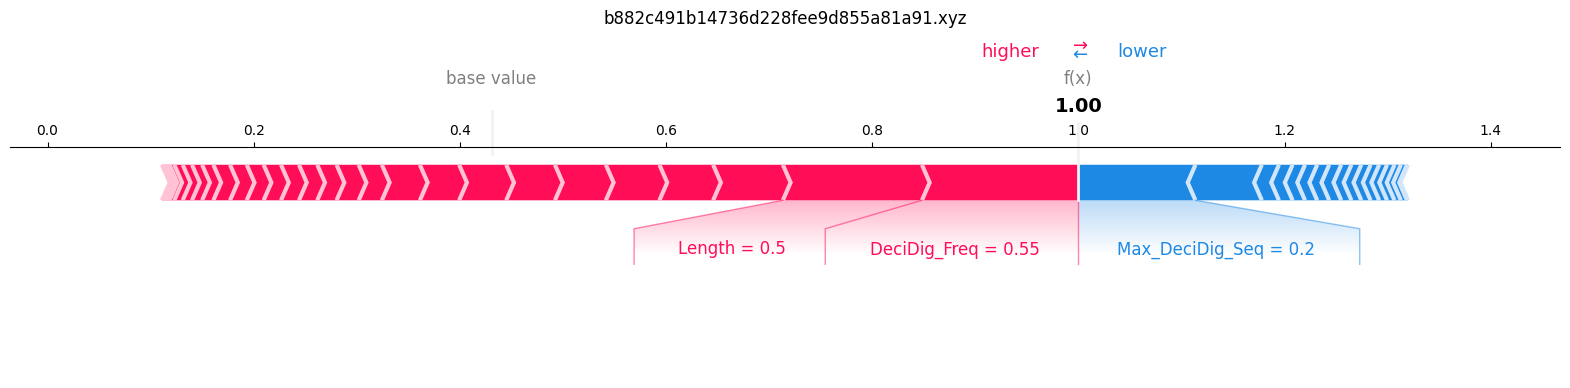 b882c491b14736d228fee9d855a81a91.xyz
higher ⇄ lower
base value f(x)
1.00
0.0 0.2 0.4 0.6 0.8 1.0 1.2 1.4
Length = 0.5 DeciDig_Freq = 0.55 Max_DeciDig_Seq = 0.2